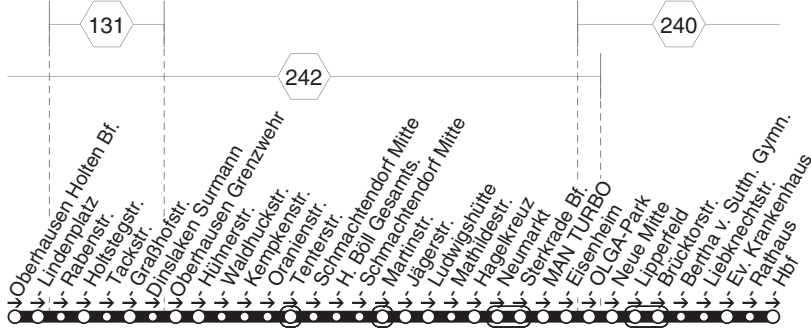 131
240
242
Oberhausen Holten Bf.
Lindenplatz
Rabenstr.
Holtstegstr.
Tackstr.
Graßhofstr.
Dinslaken Surmann
Oberhausen Grenzwehr
Hühnerstr.
Waldhuckstr.
Kempkenstr.
Oranienstr.
Tenterstr.
Schmachtendorf Mitte
H. Böll Gesamts.
Schmachtendorf Mitte
Martinstr.
Jägerstr.
Ludwigshütte
Mathildestr.
Hagelkreuz
Neumarkt
Sterkrade Bf.
MAN TURBO
Eisenheim
OLGA-Park
Neue Mitte
Lipperfeld
Brücktorstr.
Bertha v. Suttn. Gymn.
Liebknechtstr.
Ev. Krankenhaus
Rathaus
Hbf